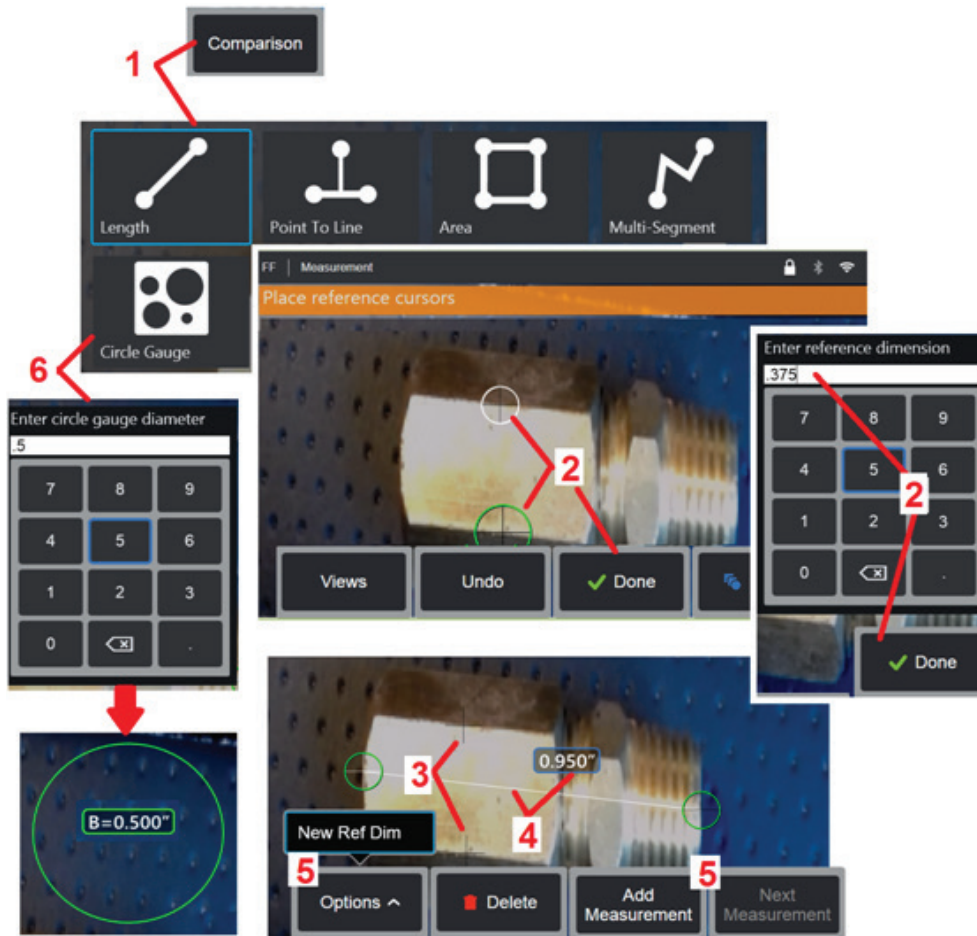 Comparison
1
Length
Point To Line
Area
Multi-Segment
Circle Gauge
6
FF | Measurement
Place reference cursors
2
Views
Undo
Done
Enter reference dimension
.375
7 8 9
4 5 6
2
1 2 3
0 .
Done
Enter circle gauge diameter
.5
7 8 9
4 5 6
1 2 3
0 .
B=0.500"
3
0.950"
4
New Ref Dim
5
5
Options
Delete
Add
Measurement
Next
Measurement